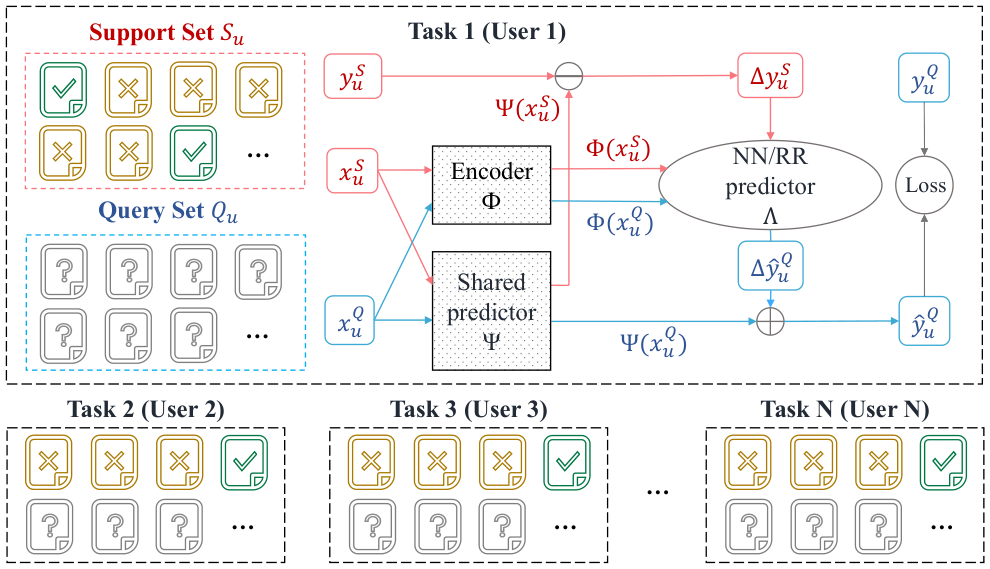 Task 1 (User 1)
Support Set S_u
y_u^S
Δy_u^S
y_u^Q
Ψ(x_u^S)
x_u^S
Encoder
Φ
Φ(x_u^S)
Φ(x_u^Q)
NN/RR
predictor
Λ
Loss
Query Set Q_u
x_u^Q
Shared
predictor
Ψ
Δŷ_u^Q
Ψ(x_u^Q)
ŷ_u^Q
...
...
Task 2 (User 2)
Task 3 (User 3)
Task N (User N)
...
...
...
...